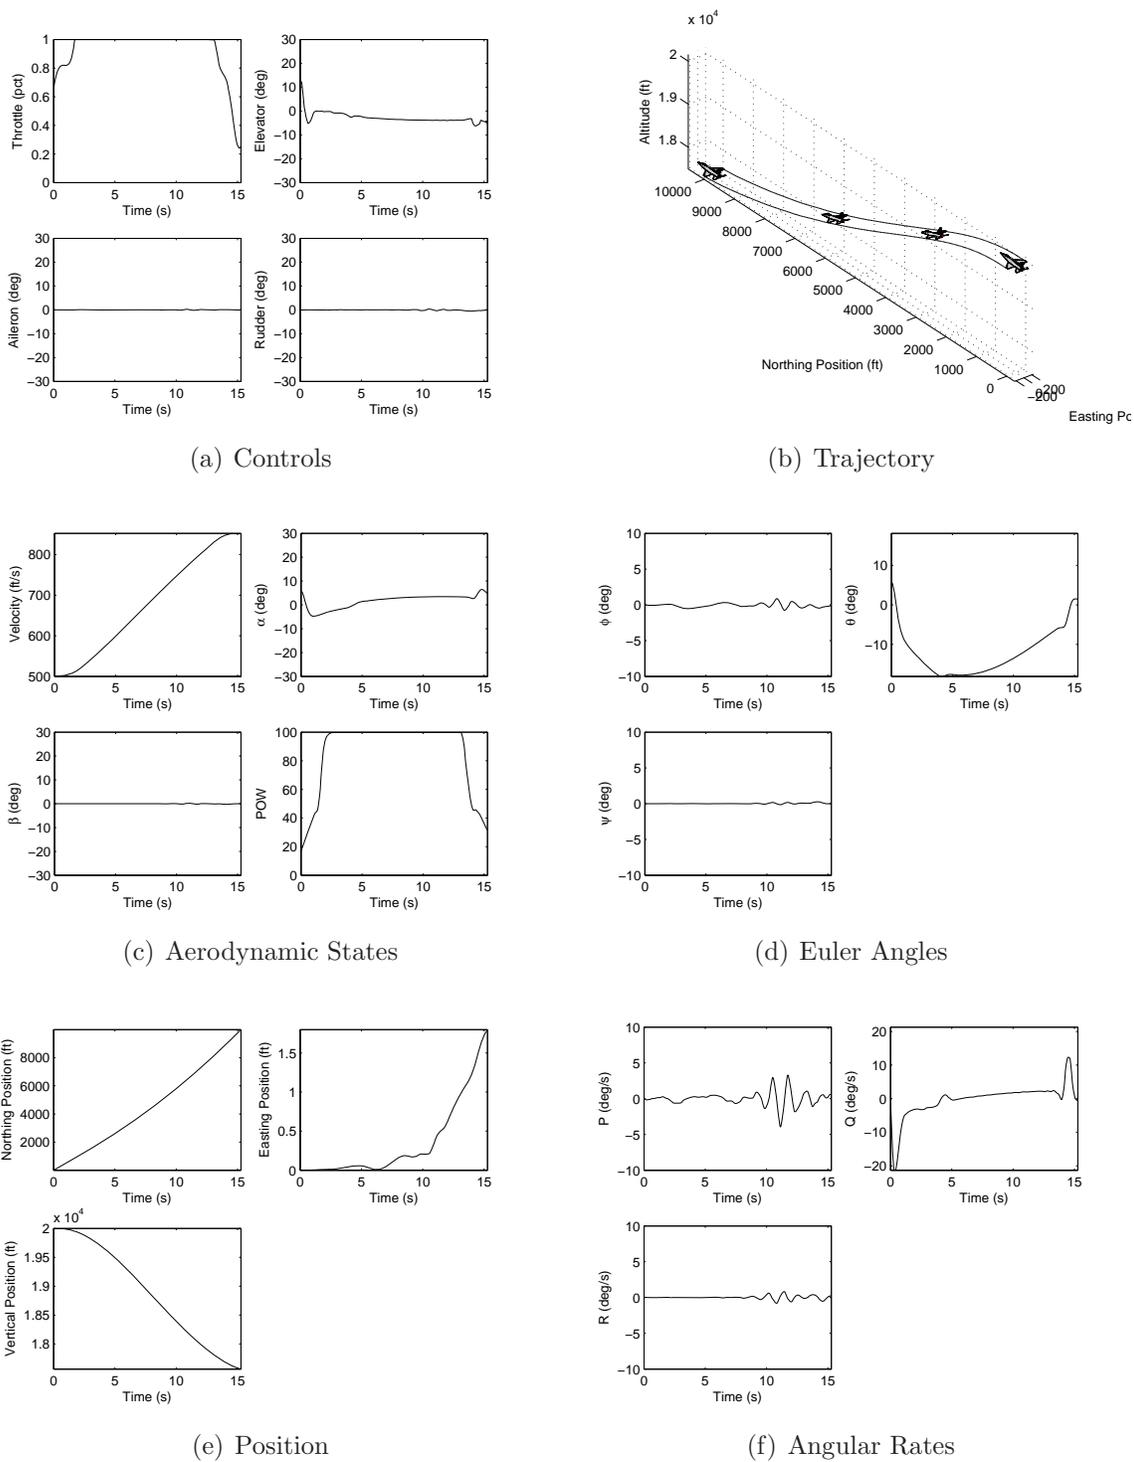 1
0.8
0.6
0.4
0.2
0
Throttle (pct)
0 5 10 15
Time (s)
30
20
10
0
−10
−20
−30
Elevator (deg)
0 5 10 15
Time (s)
30
20
10
0
−10
−20
−30
Aileron (deg)
0 5 10 15
Time (s)
30
20
10
0
−10
−20
−30
Rudder (deg)
0 5 10 15
Time (s)
(a) Controls
x 10⁴
2
1.9
1.8
Altitude (ft)
10000
9000
8000
7000
6000
5000
4000
3000
2000
1000
0
Northing Position (ft)
−200
0
200
Easting Po
(b) Trajectory
800
700
600
500
Velocity (ft/s)
0 5 10 15
Time (s)
30
20
10
0
−10
−20
−30
α (deg)
0 5 10 15
Time (s)
30
20
10
0
−10
−20
−30
β (deg)
0 5 10 15
Time (s)
100
80
60
40
20
0
POW
0 5 10 15
Time (s)
(c) Aerodynamic States
10
5
0
−5
−10
ϕ (deg)
0 5 10 15
Time (s)
10
0
−10
θ (deg)
0 5 10 15
Time (s)
10
5
0
−5
−10
ψ (deg)
0 5 10 15
Time (s)
(d) Euler Angles
8000
6000
4000
2000
Northing Position (ft)
0 5 10 15
Time (s)
1.5
1
0.5
0
Easting Position (ft)
0 5 10 15
Time (s)
x 10⁴
2
1.95
1.9
1.85
1.8
Vertical Position (ft)
0 5 10 15
Time (s)
(e) Position
10
5
0
−5
−10
P (deg/s)
0 5 10 15
Time (s)
20
10
0
−10
−20
Q (deg/s)
0 5 10 15
Time (s)
10
5
0
−5
−10
R (deg/s)
0 5 10 15
Time (s)
(f) Angular Rates